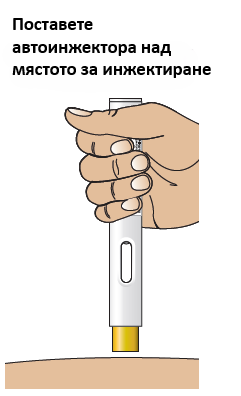 Поставете
автоинжектора над
мястото за инжектиране